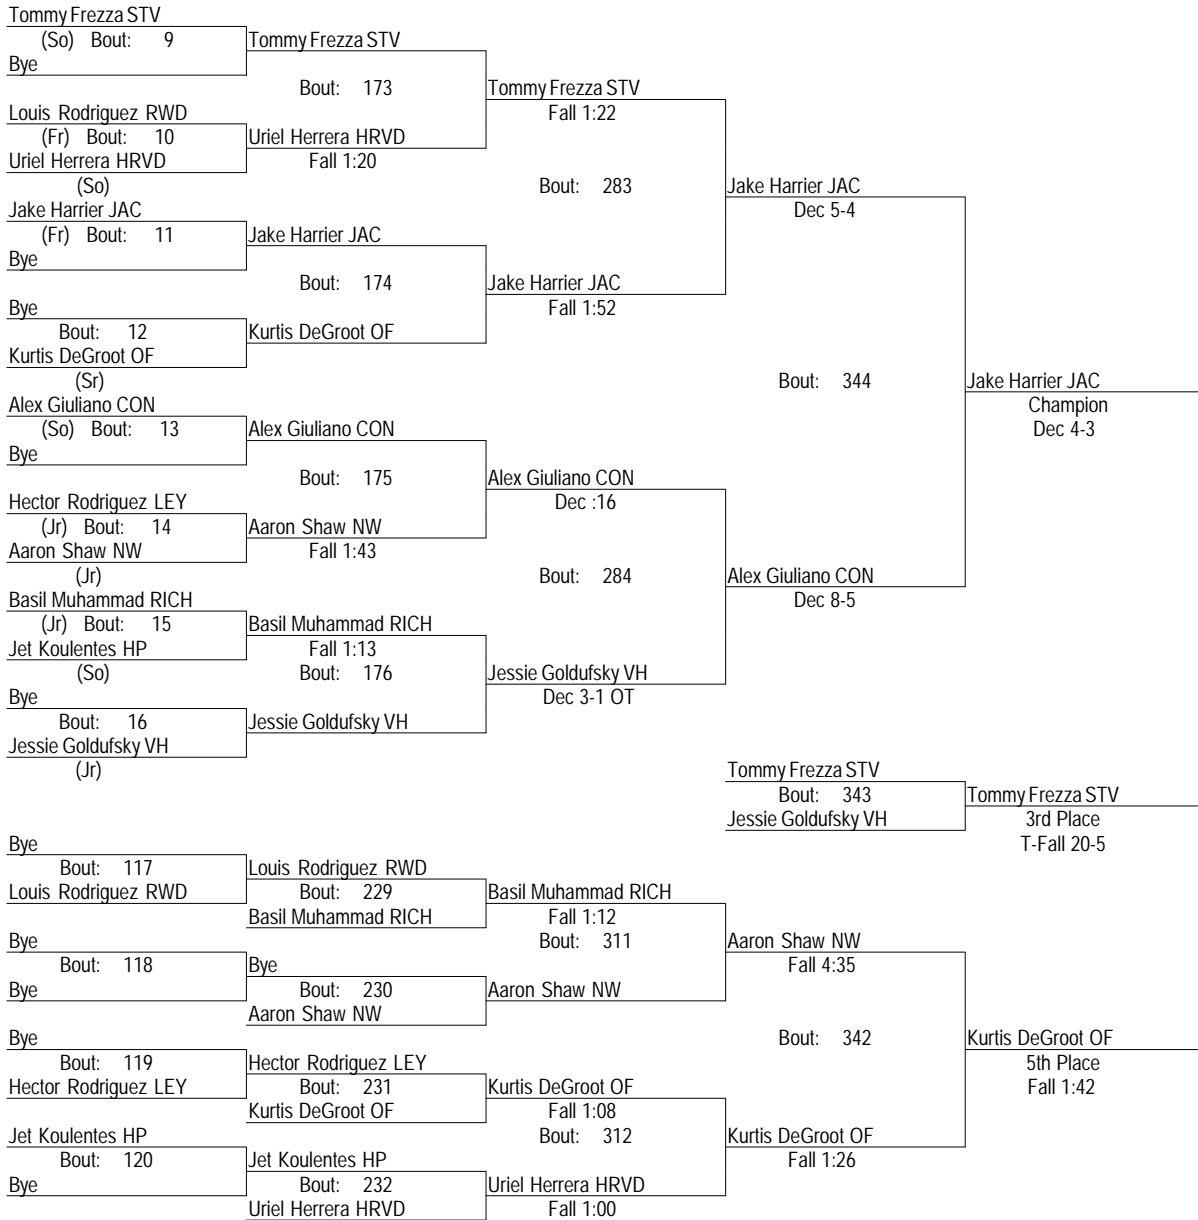 Tommy Frezza STV
(So) Bout: 9 Tommy Frezza STV
Bye
Bout: 173 Tommy Frezza STV
Louis Rodriguez RWD Fall 1:22
(Fr) Bout: 10 Uriel Herrera HRVD
Uriel Herrera HRVD Fall 1:20
(So) Bout: 283 Jake Harrier JAC
Jake Harrier JAC Dec 5-4
(Fr) Bout: 11 Jake Harrier JAC
Bye
Bout: 174 Jake Harrier JAC
Bye Fall 1:52
Bout: 12 Kurtis DeGroot OF
Kurtis DeGroot OF
(Sr) Bout: 344 Jake Harrier JAC
Alex Giuliano CON Champion
(So) Bout: 13 Alex Giuliano CON Dec 4-3
Bye
Bout: 175 Alex Giuliano CON
Hector Rodriguez LEY Dec :16
(Jr) Bout: 14 Aaron Shaw NW
Aaron Shaw NW Fall 1:43
(Jr) Bout: 284 Alex Giuliano CON
Basil Muhammad RICH Dec 8-5
(Jr) Bout: 15 Basil Muhammad RICH
Jet Koulentes HP Fall 1:13
(So) Bout: 176 Jessie Goldufsky VH
Bye Dec 3-1 OT
Bout: 16 Jessie Goldufsky VH
Jessie Goldufsky VH
(Jr) Tommy Frezza STV
Bout: 343 Tommy Frezza STV
Jessie Goldufsky VH 3rd Place
Bye T-Fall 20-5
Bout: 117 Louis Rodriguez RWD
Louis Rodriguez RWD Bout: 229 Basil Muhammad RICH
Basil Muhammad RICH Fall 1:12
Bye Bout: 311 Aaron Shaw NW
Bout: 118 Bye Fall 4:35
Bye Bout: 230 Aaron Shaw NW
Aaron Shaw NW
Bye Bout: 342 Kurtis DeGroot OF
Bout: 119 Hector Rodriguez LEY 5th Place
Hector Rodriguez LEY Bout: 231 Kurtis DeGroot OF Fall 1:42
Kurtis DeGroot OF Fall 1:08
Jet Koulentes HP Bout: 312 Kurtis DeGroot OF
Bout: 120 Jet Koulentes HP Fall 1:26
Bye Bout: 232 Uriel Herrera HRVD
Uriel Herrera HRVD Fall 1:00